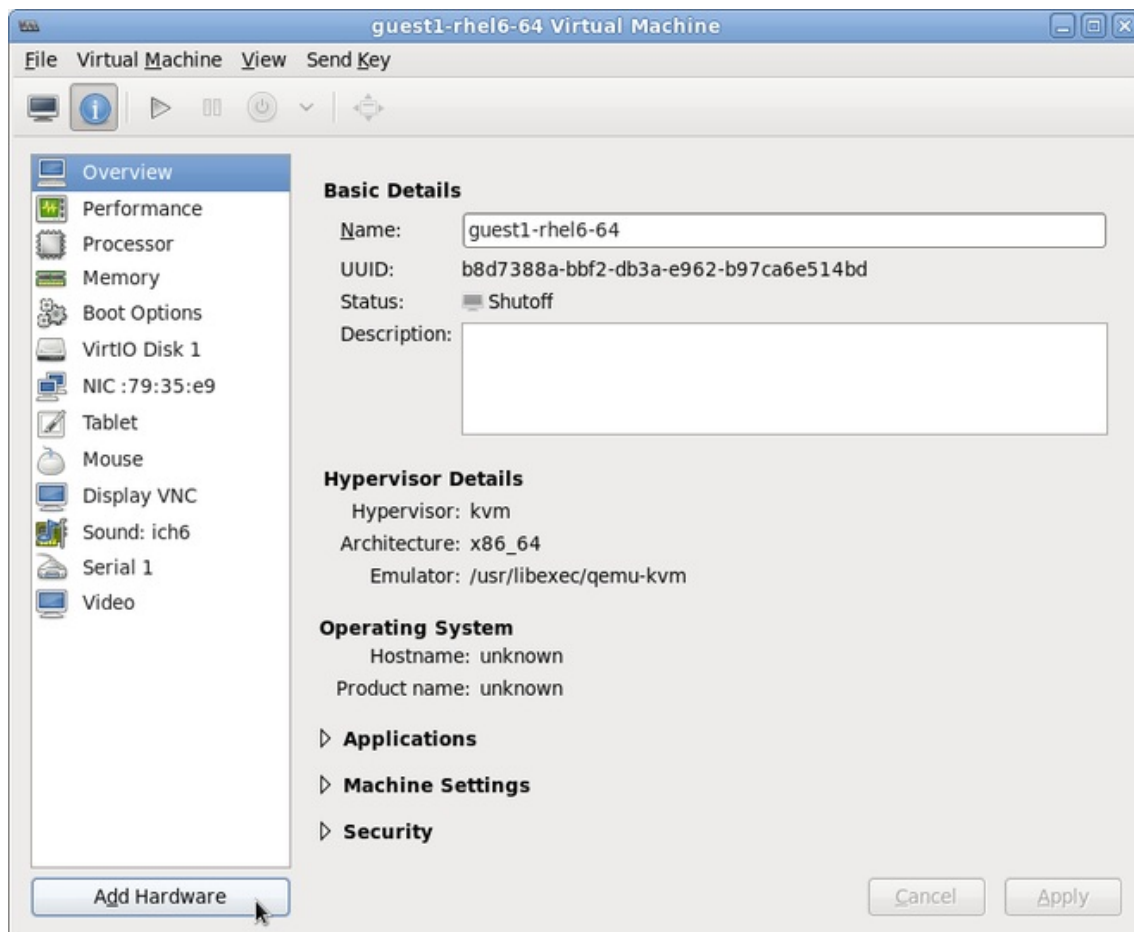 guest1-rhel6-64 Virtual Machine
File Virtual Machine View Send Key
Overview
Performance
Processor
Memory
Boot Options
VirtIO Disk 1
NIC :79:35:e9
Tablet
Mouse
Display VNC
Sound: ich6
Serial 1
Video
Add Hardware
Basic Details
Name: guest1-rhel6-64
UUID: b8d7388a-bbf2-db3a-e962-b97ca6e514bd
Status: Shutoff
Description:
Hypervisor Details
Hypervisor: kvm
Architecture: x86_64
Emulator: /usr/libexec/qemu-kvm
Operating System
Hostname: unknown
Product name: unknown
Applications
Machine Settings
Security
Cancel Apply